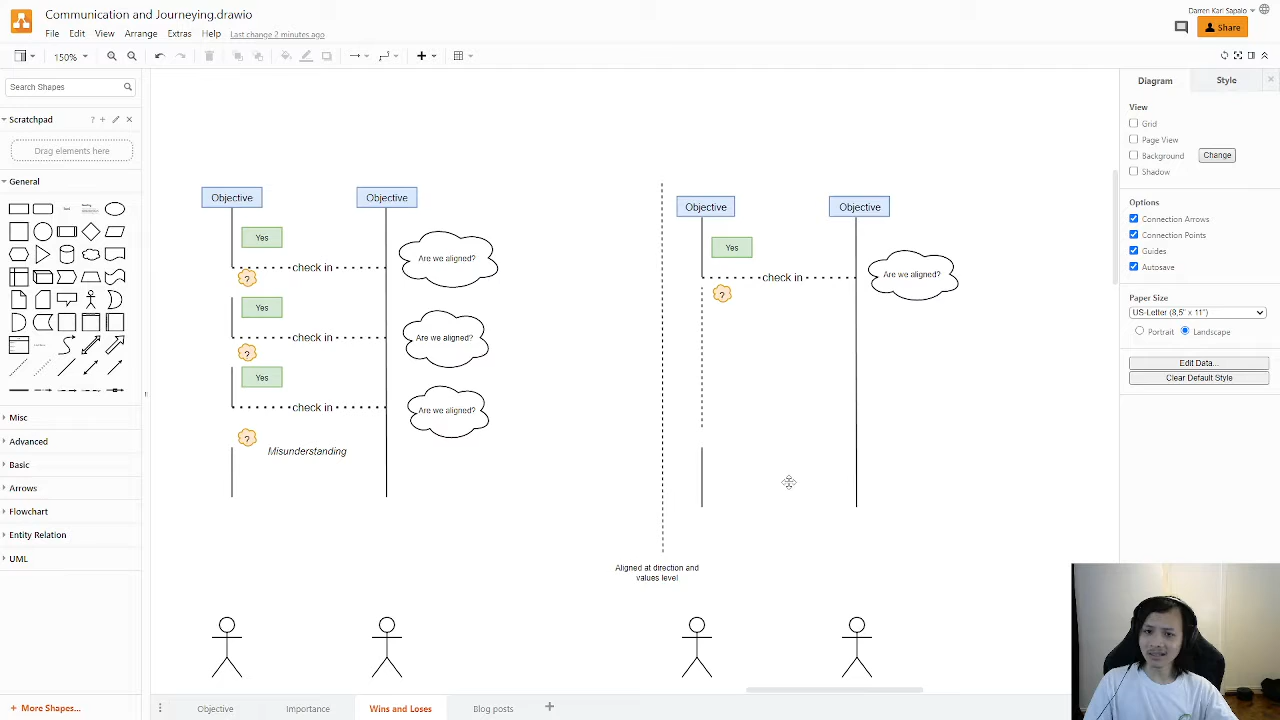 Communication and Journeying.drawio
Darren Karl Sapalo
File Edit View Arrange Extras Help Last change 2 minutes ago
Share
150%
Search Shapes
Scratchpad
? + 
Drag elements here
General
Misc
Advanced
Basic
Arrows
Flowchart
Entity Relation
UML
+ More Shapes...
Objective
Objective
Yes
check in
Are we aligned?
?
Yes
check in
Are we aligned?
?
Yes
check in
Are we aligned?
?
Misunderstanding
Objective
Objective
Yes
check in
Are we aligned?
?
Aligned at direction and
values level
Diagram
Style
View
Grid
Page View
Background
Change
Shadow
Options
Connection Arrows
Connection Points
Guides
Autosave
Paper Size
US-Letter (8,5" x 11")
Portrait
Landscape
Edit Data...
Clear Default Style
Objective
Importance
Wins and Loses
Blog posts